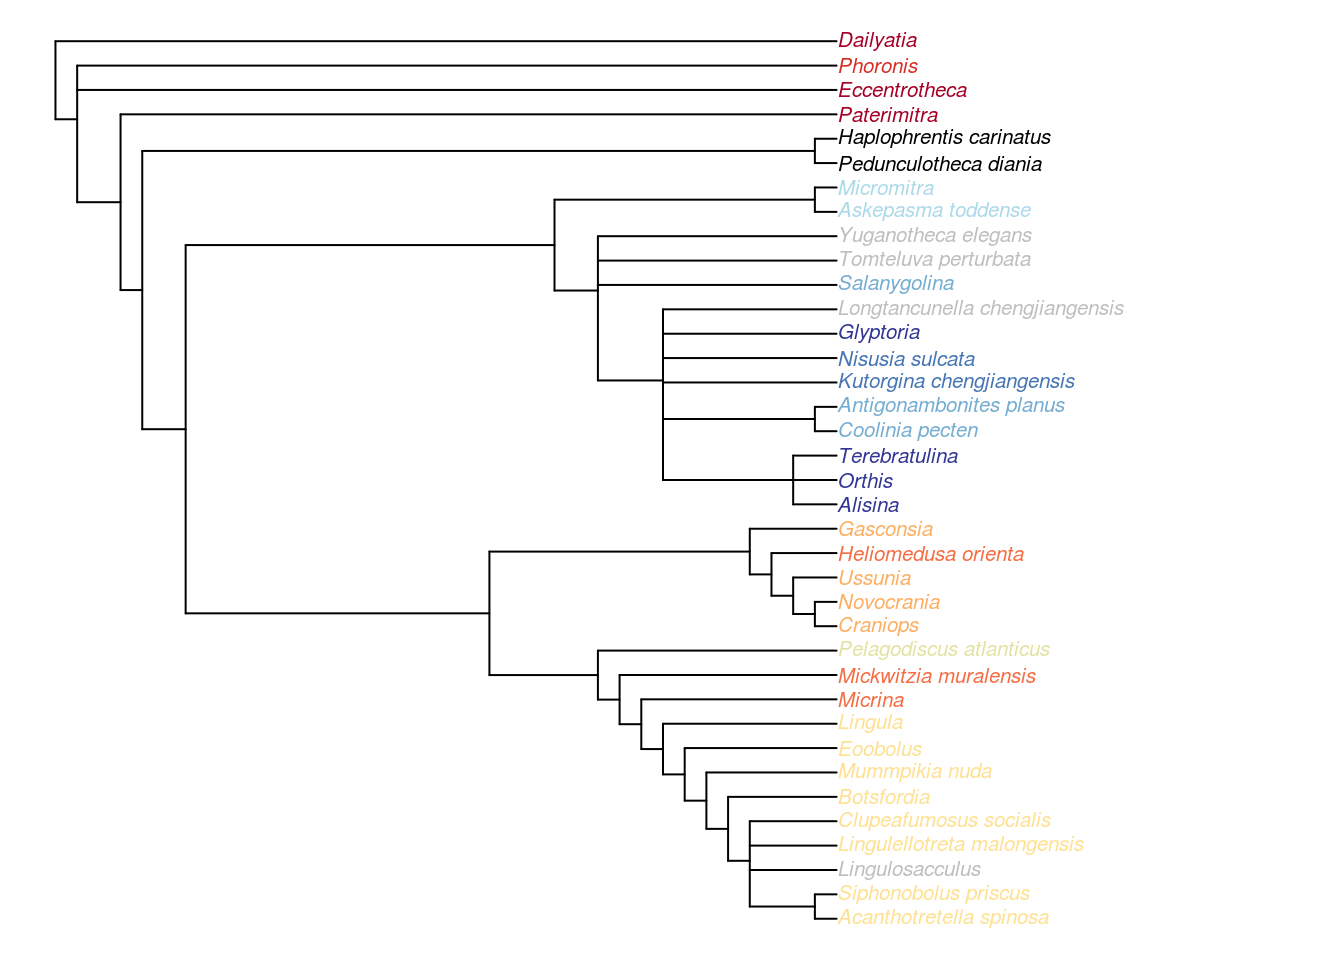 Dailyatia
Phoronis
Eccentrotheca
Paterimitra
Haplophrentis carinatus
Pedunculotheca diania
Micromitra
Askepasma toddense
Yuganotheca elegans
Tomteluva perturbata
Salanygolina
Longtancunella chengjiangensis
Glyptoria
Nisusia sulcata
Kutorgina chengjiangensis
Antigonambonites planus
Coolinia pecten
Terebratulina
Orthis
Alisina
Gasconsia
Heliomedusa orienta
Ussunia
Novocrania
Craniops
Pelagodiscus atlanticus
Mickwitzia muralensis
Micrina
Lingula
Eoobolus
Mummpikia nuda
Botsfordia
Clupeafumosus socialis
Lingulellotreta malongensis
Lingulosacculus
Siphonobolus priscus
Acanthotretella spinosa